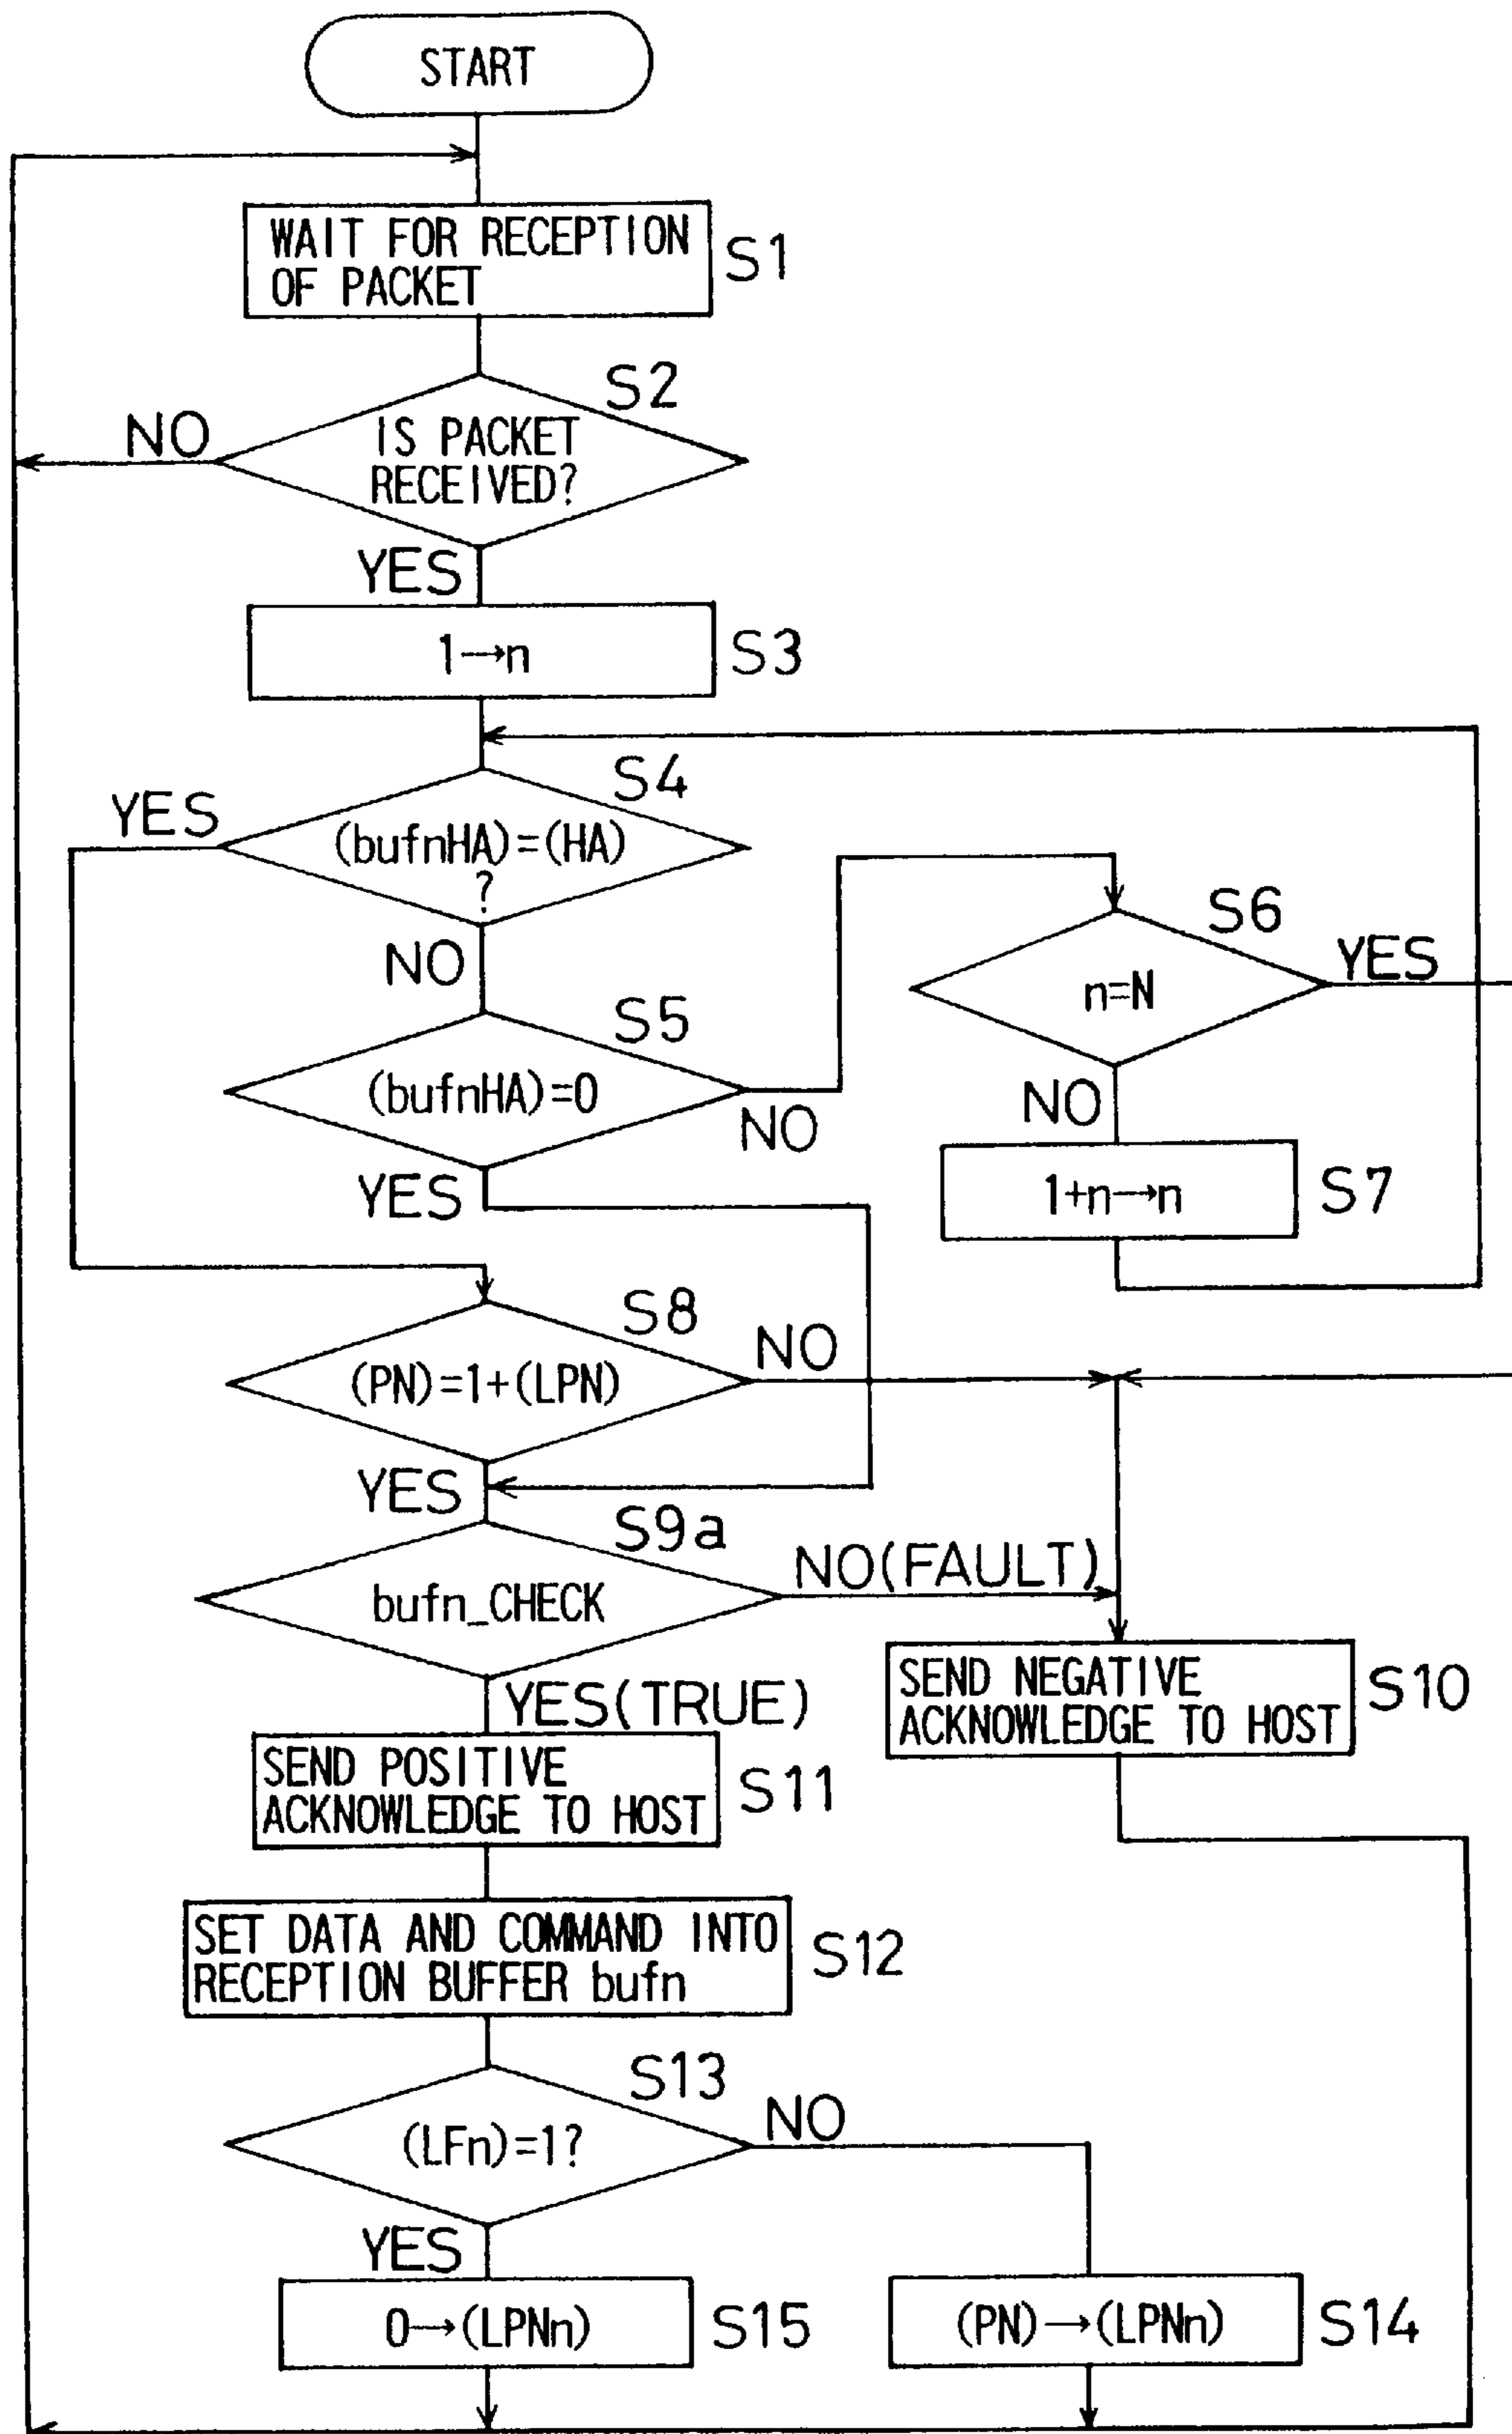 START
WAIT FOR RECEPTION
OF PACKET
S1
S2
NO
IS PACKET
RECEIVED?
YES
1→n
S3
S4
YES
(bufnHA)=(HA)
?
NO
S6
n=N
YES
S5
(bufnHA)=0
NO
NO
YES
1+n→n
S7
S8
(PN)=1+(LPN)
NO
YES
S9a
bufn_CHECK
NO(FAULT)
YES(TRUE)
SEND NEGATIVE
ACKNOWLEDGE TO HOST
S10
SEND POSITIVE
ACKNOWLEDGE TO HOST
S11
SET DATA AND COMMAND INTO
RECEPTION BUFFER bufn
S12
S13
(LFn)=1?
NO
YES
0→(LPNn)
S15
(PN)→(LPNn)
S14